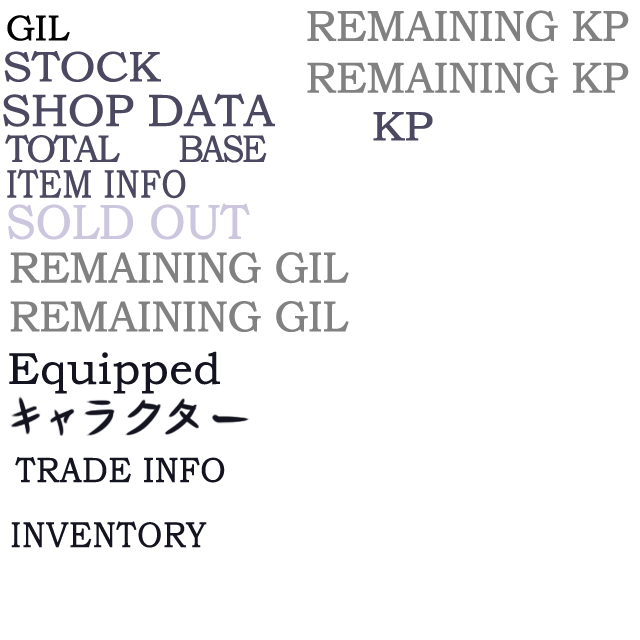 GIL
STOCK
SHOP DATA
TOTAL BASE
ITEM INFO
SOLD OUT
REMAINING GIL
REMAINING GIL
Equipped
キャラクター
TRADE INFO
INVENTORY
REMAINING KP
REMAINING KP
KP